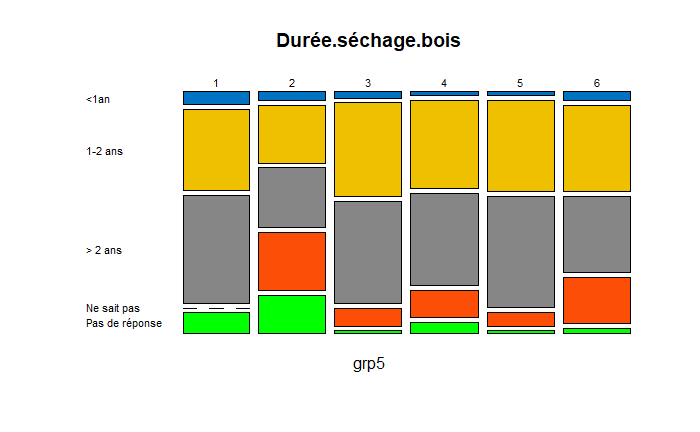 Durée.séchage.bois
1 2 3 4 5 6
<1an
1-2 ans
> 2 ans
Ne sait pas
Pas de réponse
grp5